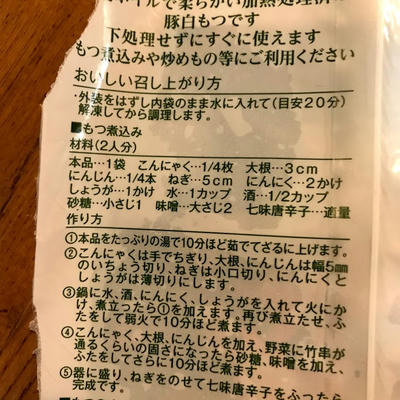 ボイルで柔らかい加熱処理済み
豚白もつです
下処理せずにすぐに使えます
もつ煮込みや炒めもの等にご利用ください
おいしい召し上がり方
・外装をはずし内袋のまま水に入れて(目安20分)
解凍してから調理します。
■もつ煮込み
材料(2人分)
本品…1袋 こんにゃく…1/4枚 大根…3cm
にんじん…1/4本 ねぎ…5cm にんにく…2かけ
しょうが…1かけ 水…1カップ 酒…1/2カップ
砂糖…小さじ1 味噌…大さじ2 七味唐辛子…適量
作り方
①本品をたっぷりの湯で10分ほど茹でてざるに上げます。
②こんにゃくは手でちぎり、大根、にんじんは幅5mm
のいちょう切り、ねぎは小口切り、にんにくと
しょうがは薄切りにします。
③鍋に水、酒、にんにく、しょうがを入れて火にか
け、煮立ったら①を加えます。再び煮立たせ、ふ
たをして弱火で10分ほど煮ます。
④こんにゃく、大根、にんじんを加え、野菜に竹串が
通るくらいの固さになったら砂糖、味噌を加え、
ふたをしてさらに10分ほど煮ます。
⑤器に盛り、ねぎをのせて七味唐辛子をふったら
完成です。